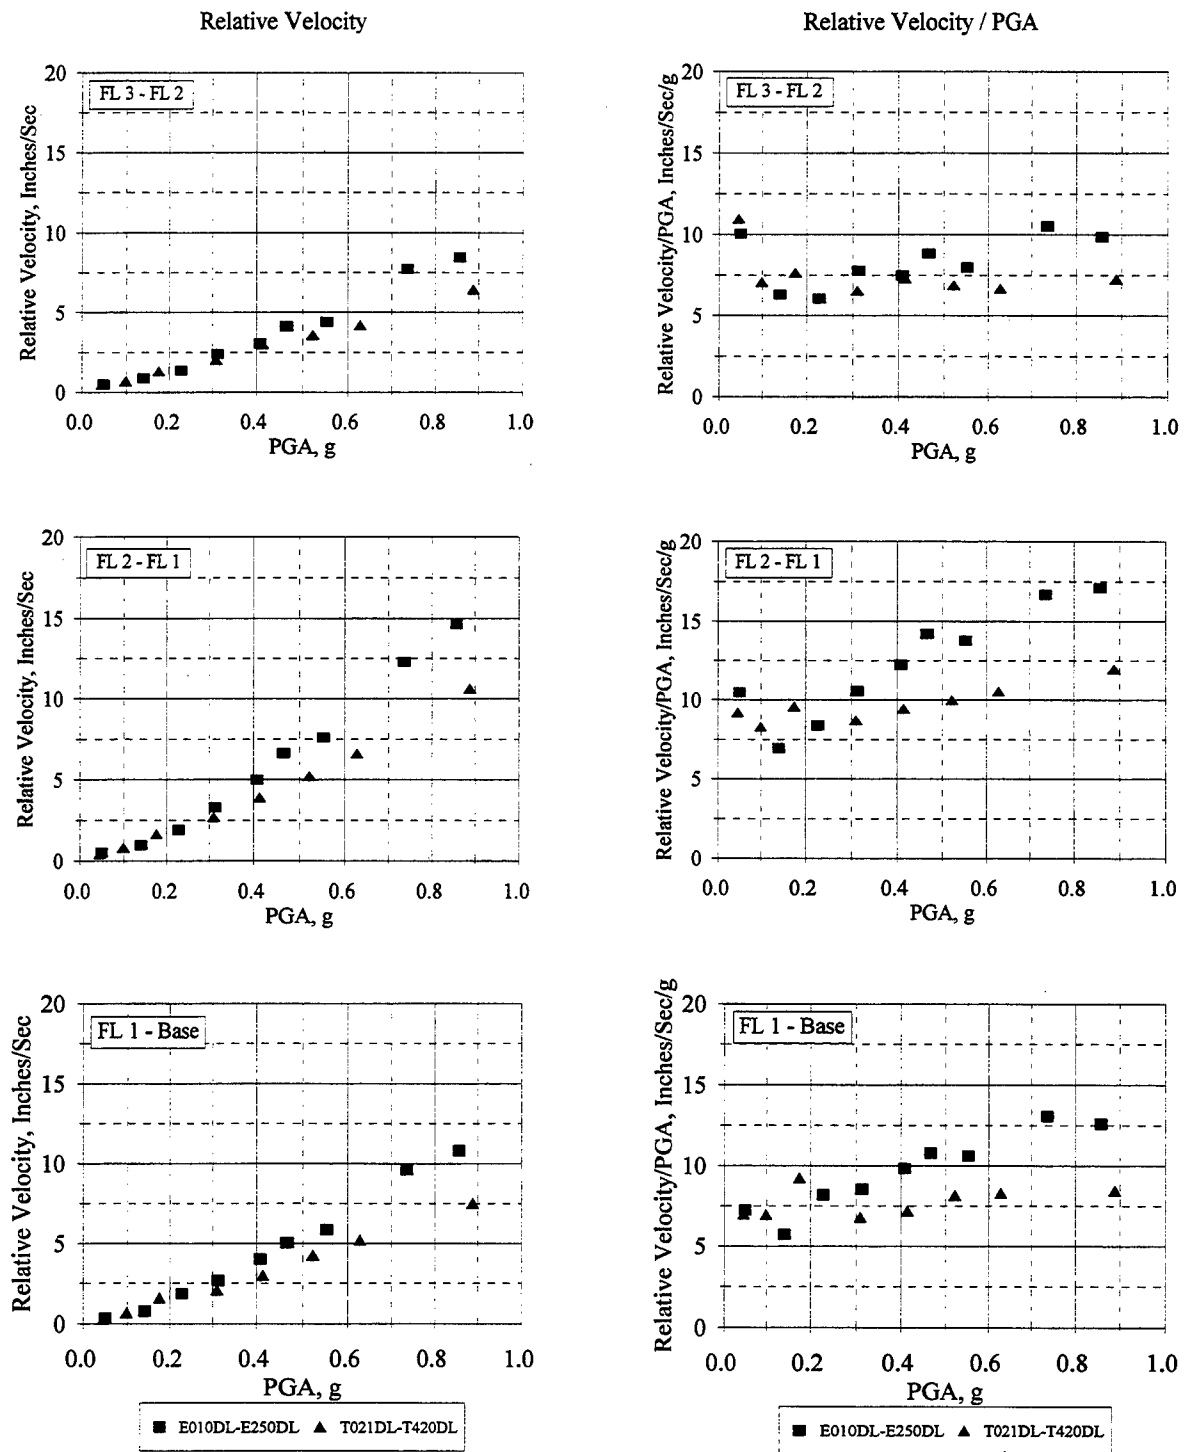 Relative Velocity
Relative Velocity / PGA
20
15
10
5
0
FL 3 - FL 2
Relative Velocity, Inches/Sec
0.0 0.2 0.4 0.6 0.8 1.0
PGA, g
20
15
10
5
0
FL 3 - FL 2
Relative Velocity/PGA, Inches/Sec/g
0.0 0.2 0.4 0.6 0.8 1.0
PGA, g
20
15
10
5
0
FL 2 - FL 1
Relative Velocity, Inches/Sec
0.0 0.2 0.4 0.6 0.8 1.0
PGA, g
20
15
10
5
0
FL 2 - FL 1
Relative Velocity/PGA, Inches/Sec/g
0.0 0.2 0.4 0.6 0.8 1.0
PGA, g
20
15
10
5
0
FL 1 - Base
Relative Velocity, Inches/Sec
0.0 0.2 0.4 0.6 0.8 1.0
PGA, g
E010DL-E250DL T021DL-T420DL
20
15
10
5
0
FL 1 - Base
Relative Velocity/PGA, Inches/Sec/g
0.0 0.2 0.4 0.6 0.8 1.0
PGA, g
E010DL-E250DL T021DL-T420DL